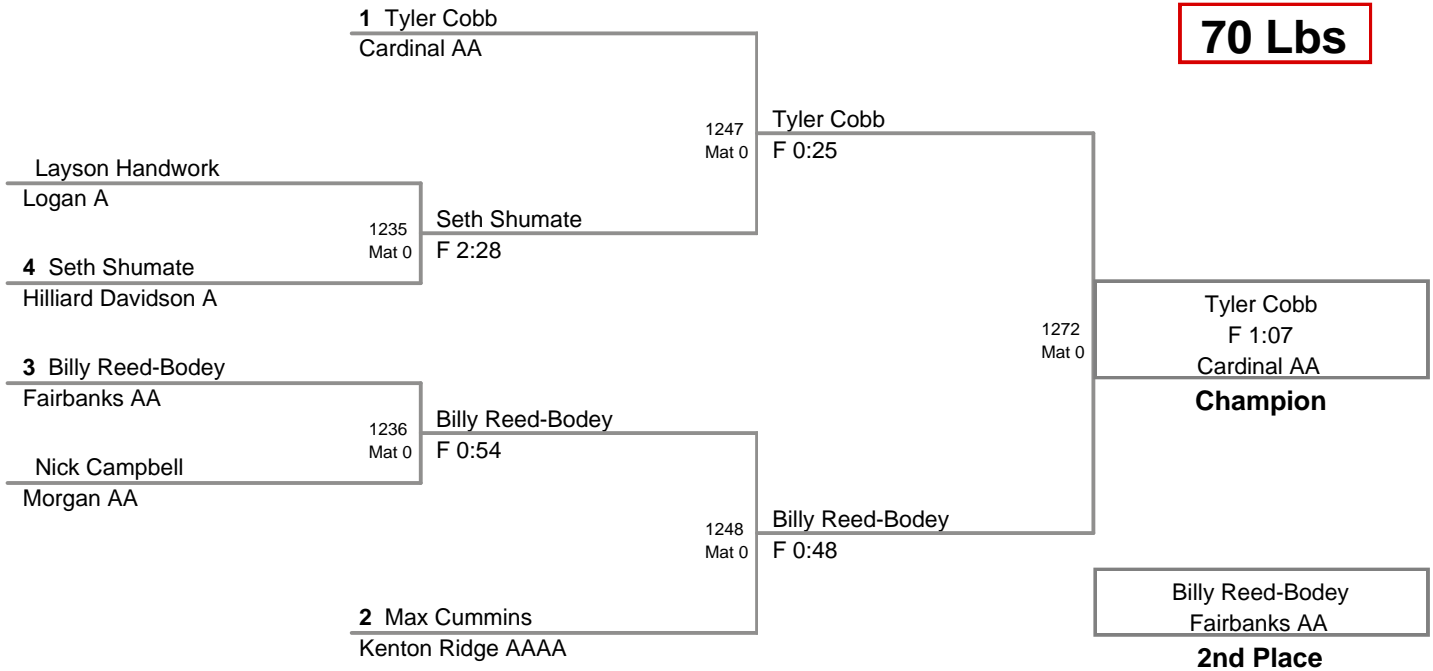 1 Tyler Cobb
Cardinal AA
70 Lbs
1247
Mat 0
Tyler Cobb
F 0:25
Layson Handwork
Logan A
1235
Mat 0
Seth Shumate
F 2:28
4 Seth Shumate
Hilliard Davidson A
1272
Mat 0
Tyler Cobb
F 1:07
Cardinal AA
Champion
3 Billy Reed-Bodey
Fairbanks AA
1236
Mat 0
Billy Reed-Bodey
F 0:54
Nick Campbell
Morgan AA
1248
Mat 0
Billy Reed-Bodey
F 0:48
2 Max Cummins
Kenton Ridge AAAA
Billy Reed-Bodey
Fairbanks AA
2nd Place